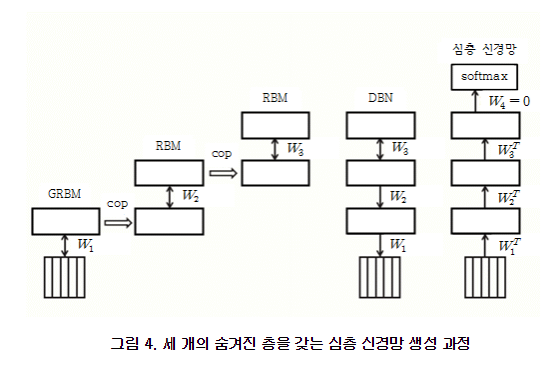 심층 신경망
softmax
W₄ = 0
RBM
DBN
RBM
cop
W₃
W₃
W₃ᵀ
GRBM
cop
W₂
W₂
W₂ᵀ
W₁
W₁
W₁ᵀ
그림 4. 세 개의 숨겨진 층을 갖는 심층 신경망 생성 과정